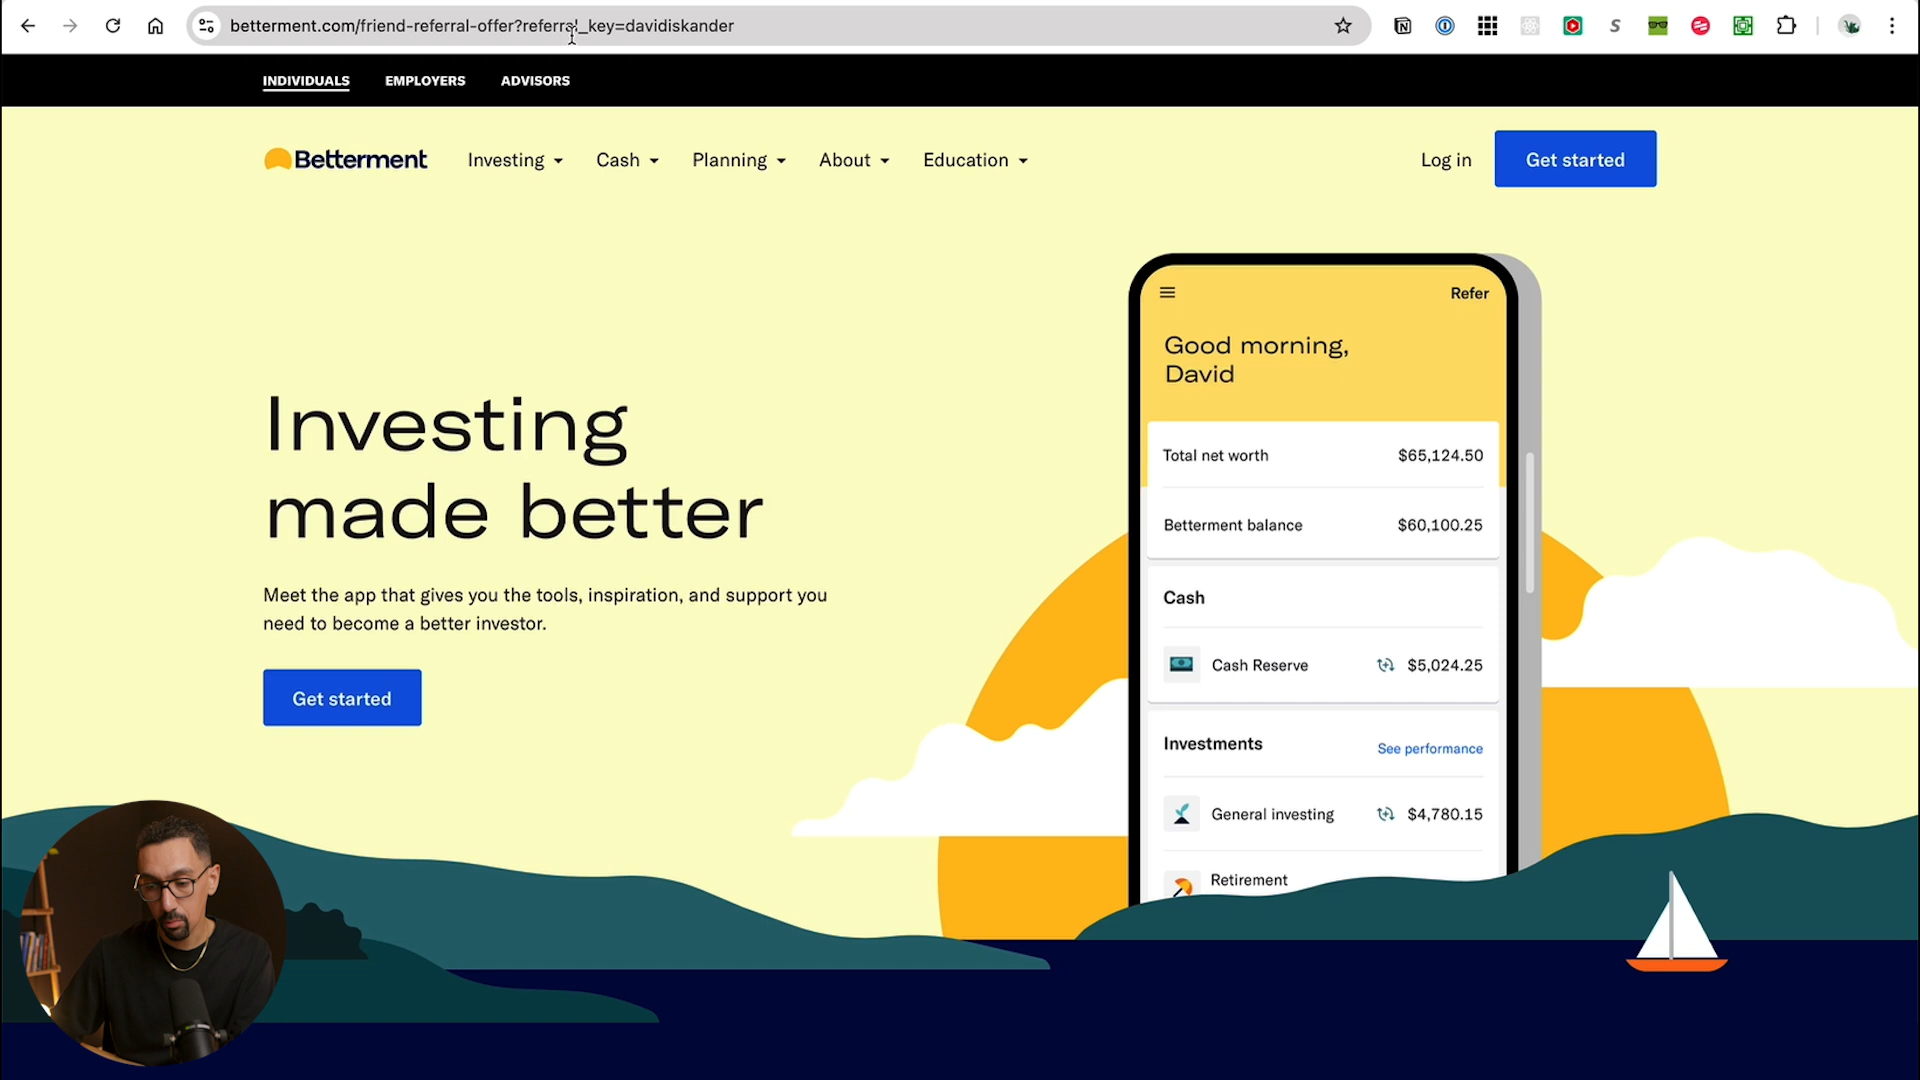 betterment.com/friend-referral-offer?referral_key=davidiskander
INDIVIDUALS EMPLOYERS ADVISORS
Betterment Investing Cash Planning About Education Log in Get started
Investing
made better
Meet the app that gives you the tools, inspiration, and support you
need to become a better investor.
Get started
Refer
Good morning,
David
Total net worth $65,124.50
Betterment balance $60,100.25
Cash
Cash Reserve $5,024.25
Investments See performance
General investing $4,780.15
Retirement